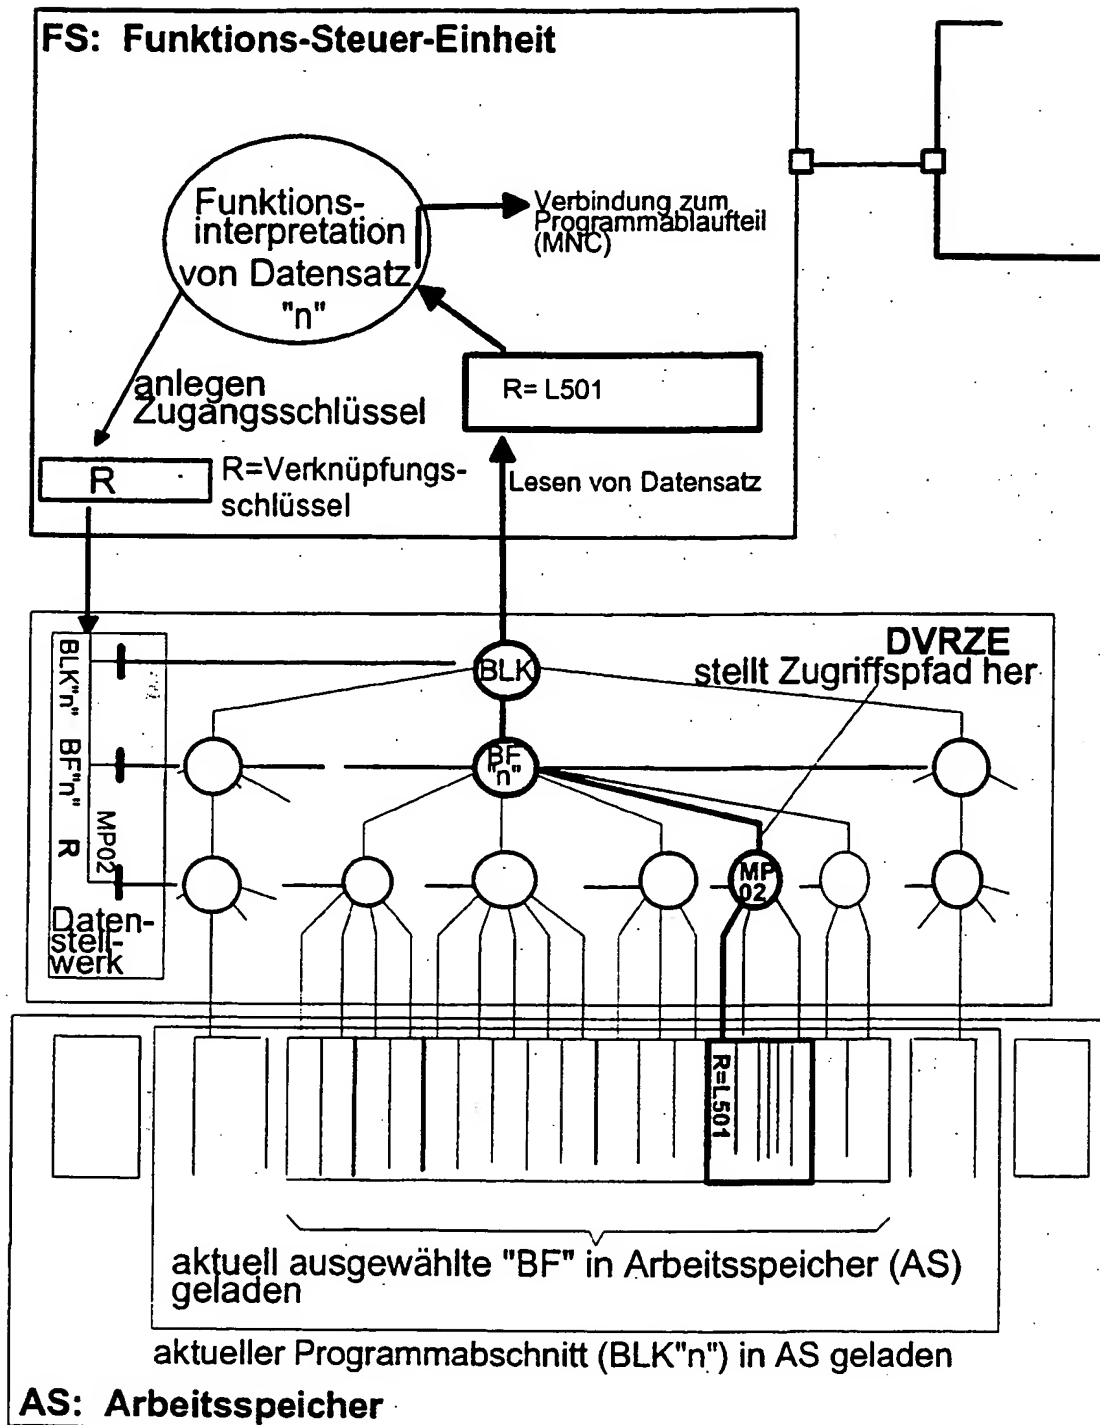 FS: Funktions-Steuer-Einheit
Funktions-
interpretation
von Datensatz
"n"
Verbindung zum
Programmablaufteil
(MNC)
anlegen
Zugangsschlüssel
R= L501
R
R=Verknüpfungs-
schlüssel
Lesen von Datensatz
DVRZE
stellt Zugriffspfad her
BLK"n" BF"n" R
MP02
BLK
BF
"n"
MP
02
Daten-
stell-
werk
R=L501
aktuell ausgewählte "BF" in Arbeitsspeicher (AS)
geladen
aktueller Programmabschnitt (BLK"n") in AS geladen
AS: Arbeitsspeicher